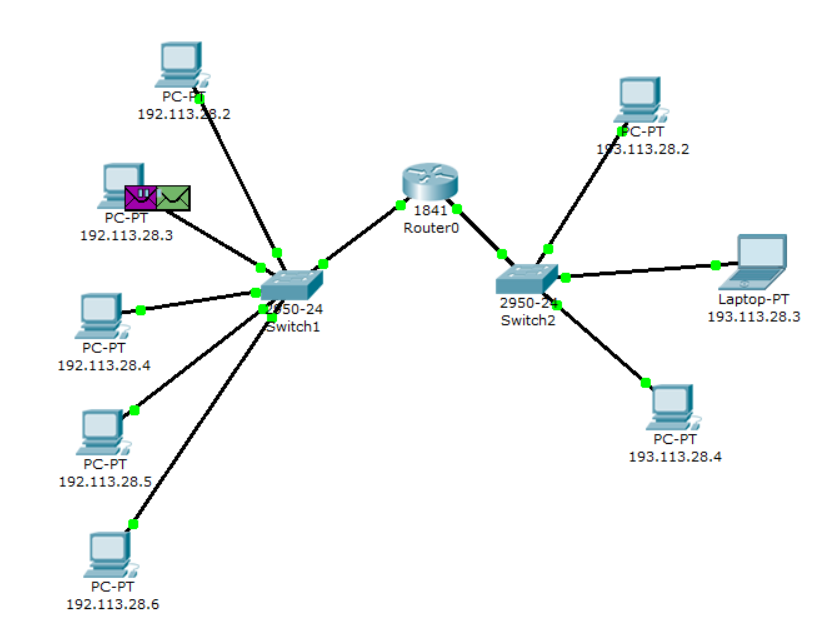 PC-PT
192.113.28.2
PC-PT
192.113.28.3
PC-PT
192.113.28.4
PC-PT
192.113.28.5
PC-PT
192.113.28.6
2950-24
Switch1
1841
Router0
2950-24
Switch2
PC-PT
193.113.28.2
Laptop-PT
193.113.28.3
PC-PT
193.113.28.4